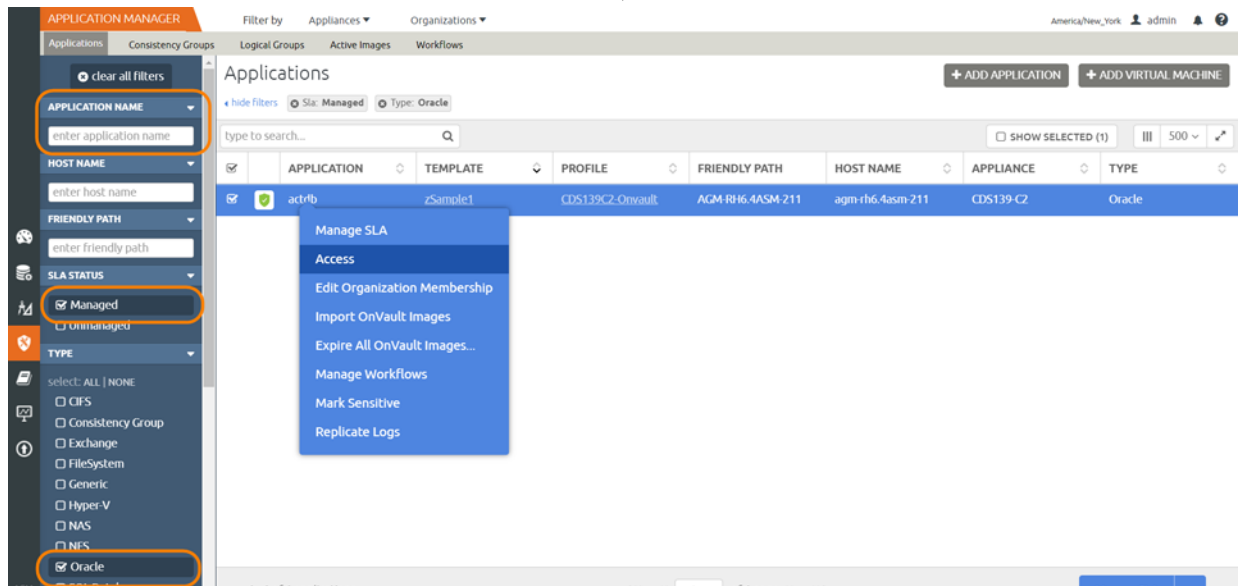 APPLICATION MANAGER
Filter by Appliances Organizations
America/New_York admin
Applications Consistency Groups Logical Groups Active Images Workflows
clear all filters
APPLICATION NAME
enter application name
HOST NAME
enter host name
FRIENDLY PATH
enter friendly path
SLA STATUS
Managed
Unmanaged
TYPE
select: ALL | NONE
CIFS
Consistency Group
Exchange
FileSystem
Generic
Hyper-V
NAS
NFS
Oracle
Applications
+ ADD APPLICATION + ADD VIRTUAL MACHINE
hide filters Sla: Managed Type: Oracle
type to search...
SHOW SELECTED (1) 500
APPLICATION TEMPLATE PROFILE FRIENDLY PATH HOST NAME APPLIANCE TYPE
actdb zSample1 CDS139C2-Onvault AGM-RH6.4ASM-211 agm-rh6.4asm-211 CDS139-C2 Oracle
Manage SLA
Access
Edit Organization Membership
Import OnVault Images
Expire All OnVault Images...
Manage Workflows
Mark Sensitive
Replicate Logs